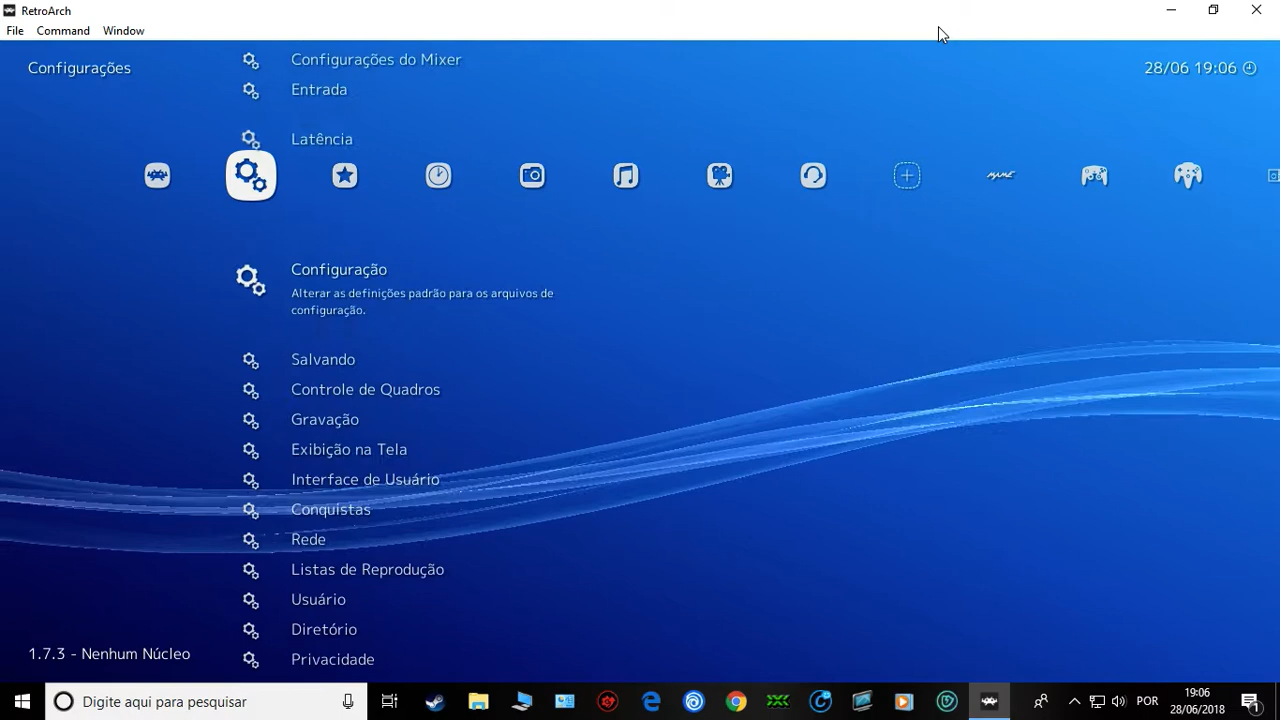 RetroArch
File Command Window
Configurações do Mixer
Configurações
28/06 19:06
Entrada
Latência
MAME
Configuração
Alterar as definições padrão para os arquivos de
configuração.
Salvando
Controle de Quadros
Gravação
Exibição na Tela
Interface de Usuário
Conquistas
Rede
Listas de Reprodução
Usuário
Diretório
1.7.3 - Nenhum Núcleo
Privacidade
Digite aqui para pesquisar
POR
19:06
28/06/2018
1